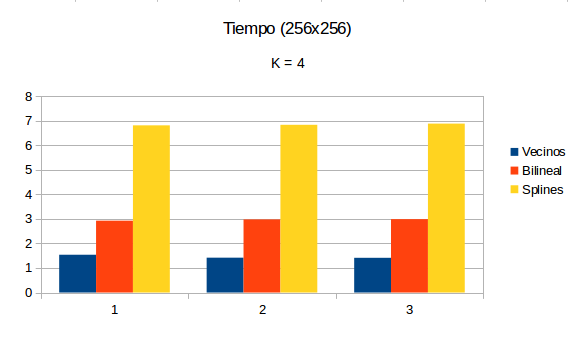 Tiempo (256x256)
K = 4
8
7
6
5
4
3
2
1
0
1 2 3
Vecinos
Bilineal
Splines